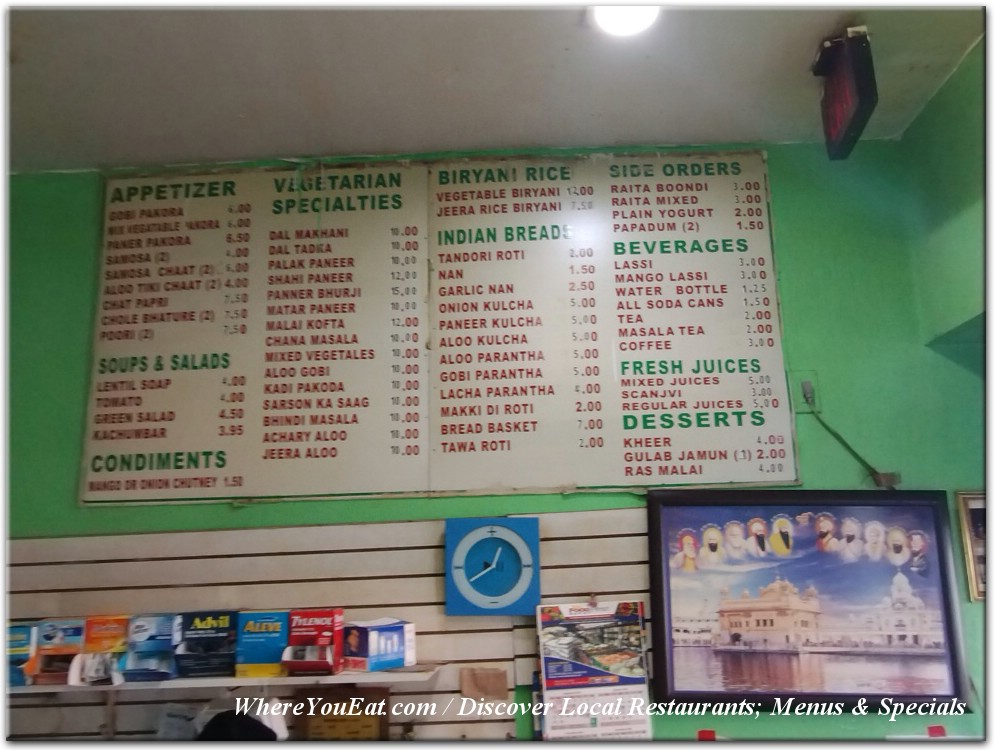 APPETIZER
GOBI PAKORA 4.00
MIX VEGATABLE PAKORA 6.00
PANER PAKORA 6.50
SAMOSA (2) 4.00
SAMOSA CHAAT (2) 6.00
ALOO TIKI CHAAT (2) 4.00
CHAT PAPRI 7.50
CHOLE BHATURE (2) 7.50
POORI (2) 7.50
SOUPS & SALADS
LENTIL SOAP 4.00
TOMATO 4.00
GREEN SALAD 4.50
KACHUMBAR 3.95
CONDIMENTS
MANGO OR ONION CHUTNEY 1.50
VEGETARIAN
SPECIALTIES
DAL MAKHANI 10.00
DAL TADKA 10.00
PALAK PANEER 10.00
SHAHI PANEER 12.00
PANNER BHURJI 15.00
MATAR PANEER 10.00
MALAI KOFTA 12.00
CHANA MASALA 10.00
MIXED VEGETALES 10.00
ALOO GOBI 10.00
KADI PAKODA 10.00
SARSON KA SAAG 10.00
BHINDI MASALA 10.00
ACHARY ALOO 10.00
JEERA ALOO 10.00
BIRYANI RICE
VEGETABLE BIRYANI 12.00
JEERA RICE BIRYANI 7.50
INDIAN BREADS
TANDORI ROTI 2.00
NAN 1.50
GARLIC NAN 2.50
ONION KULCHA 5.00
PANEER KULCHA 5.00
ALOO KULCHA 5.00
ALOO PARANTHA 5.00
GOBI PARANTHA 5.00
LACHA PARANTHA 4.00
MAKKI DI ROTI 2.00
BREAD BASKET 7.00
TAWA ROTI 2.00
SIDE ORDERS
RAITA BOONDI 3.00
RAITA MIXED 3.00
PLAIN YOGURT 2.00
PAPADUM (2) 1.50
BEVERAGES
LASSI 3.00
MANGO LASSI 3.00
WATER BOTTLE 1.25
ALL SODA CANS 1.50
TEA 2.00
MASALA TEA 2.00
COFFEE 3.00
FRESH JUICES
MIXED JUICES 5.00
SCANJVI 3.00
REGULAR JUICES 5.00
DESSERTS
KHEER 4.00
GULAB JAMUN (3) 2.00
RAS MALAI 4.00
Advil
ALEVE
TYLENOL
WhereYouEat.com / Discover Local Restaurants; Menus & Specials